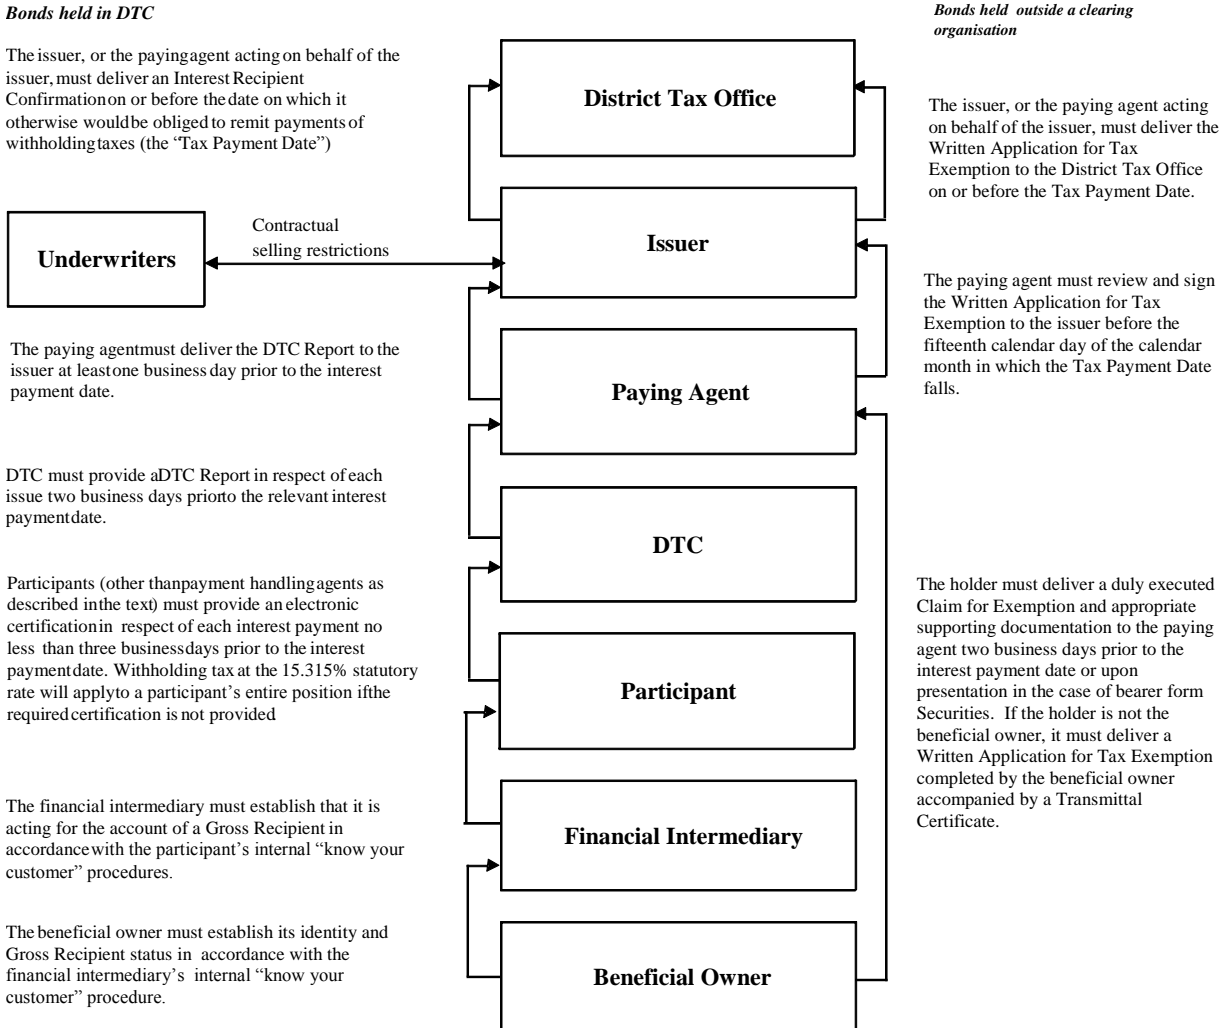 Bonds held in DTC
The issuer, or the paying agent acting on behalf of the
issuer, must deliver an Interest Recipient
Confirmation on or before the date on which it
otherwise would be obliged to remit payments of
withholding taxes (the “Tax Payment Date”)
Underwriters
Contractual
selling restrictions
The paying agent must deliver the DTC Report to the
issuer at least one business day prior to the interest
payment date.
DTC must provide a DTC Report in respect of each
issue two business days prior to the relevant interest
payment date.
Participants (other than payment handling agents as
described in the text) must provide an electronic
certification in respect of each interest payment no
less than three business days prior to the interest
payment date. Withholding tax at the 15.315% statutory
rate will apply to a participant’s entire position if the
required certification is not provided
The financial intermediary must establish that it is
acting for the account of a Gross Recipient in
accordance with the participant’s internal “know your
customer” procedures.
The beneficial owner must establish its identity and
Gross Recipient status in accordance with the
financial intermediary’s internal “know your
customer” procedure.
District Tax Office
Issuer
Paying Agent
DTC
Participant
Financial Intermediary
Beneficial Owner
Bonds held outside a clearing
organisation
The issuer, or the paying agent acting
on behalf of the issuer, must deliver the
Written Application for Tax
Exemption to the District Tax Office
on or before the Tax Payment Date.
The paying agent must review and sign
the Written Application for Tax
Exemption to the issuer before the
fifteenth calendar day of the calendar
month in which the Tax Payment Date
falls.
The holder must deliver a duly executed
Claim for Exemption and appropriate
supporting documentation to the paying
agent two business days prior to the
interest payment date or upon
presentation in the case of bearer form
Securities. If the holder is not the
beneficial owner, it must deliver a
Written Application for Tax Exemption
completed by the beneficial owner
accompanied by a Transmittal
Certificate.